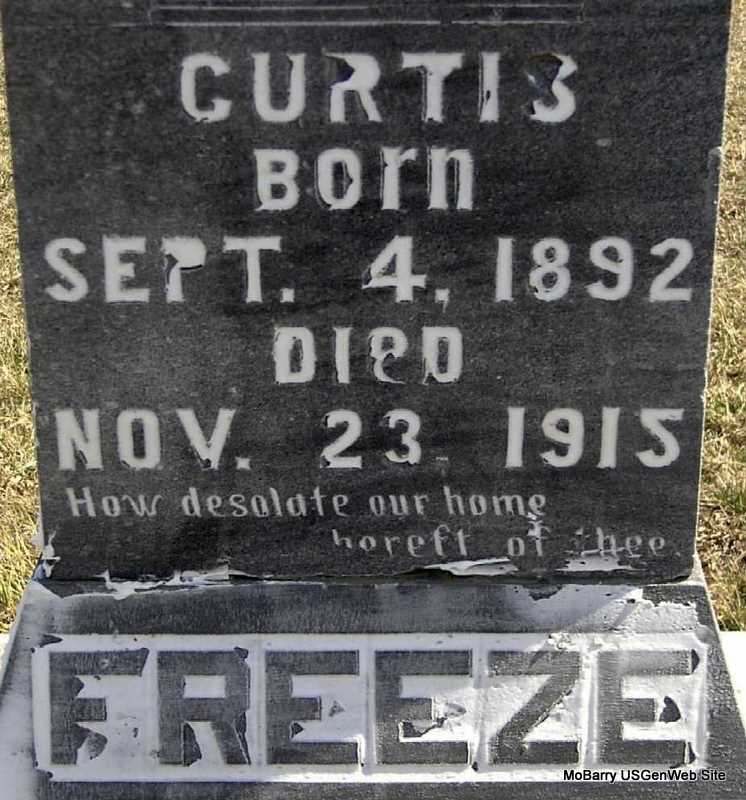 CURTIS
Born
SEPT. 4, 1892
DIED
NOV. 23, 1915
How desolate our home
bereft of thee.
FREEZE
MoBarry USGenWeb Site